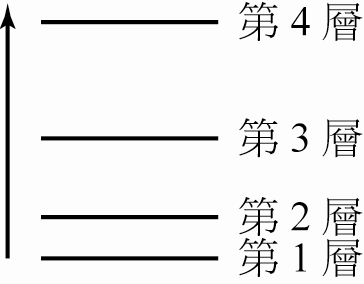 第 4 層
第 3 層
第 2 層
第 1 層